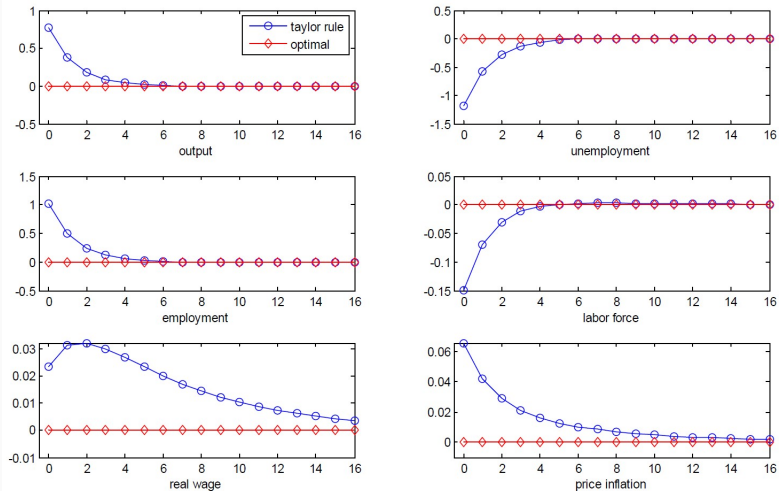 1
0.5
0
-0.5
taylor rule
optimal
0 2 4 6 8 10 12 14 16
output
0.5
0
-0.5
-1
-1.5
0 2 4 6 8 10 12 14 16
unemployment
1.5
1
0.5
0
-0.5
0 2 4 6 8 10 12 14 16
employment
0.05
0
-0.05
-0.1
-0.15
0 2 4 6 8 10 12 14 16
labor force
0.03
0.02
0.01
0
-0.01
0 2 4 6 8 10 12 14 16
real wage
0.06
0.04
0.02
0
0 2 4 6 8 10 12 14 16
price inflation